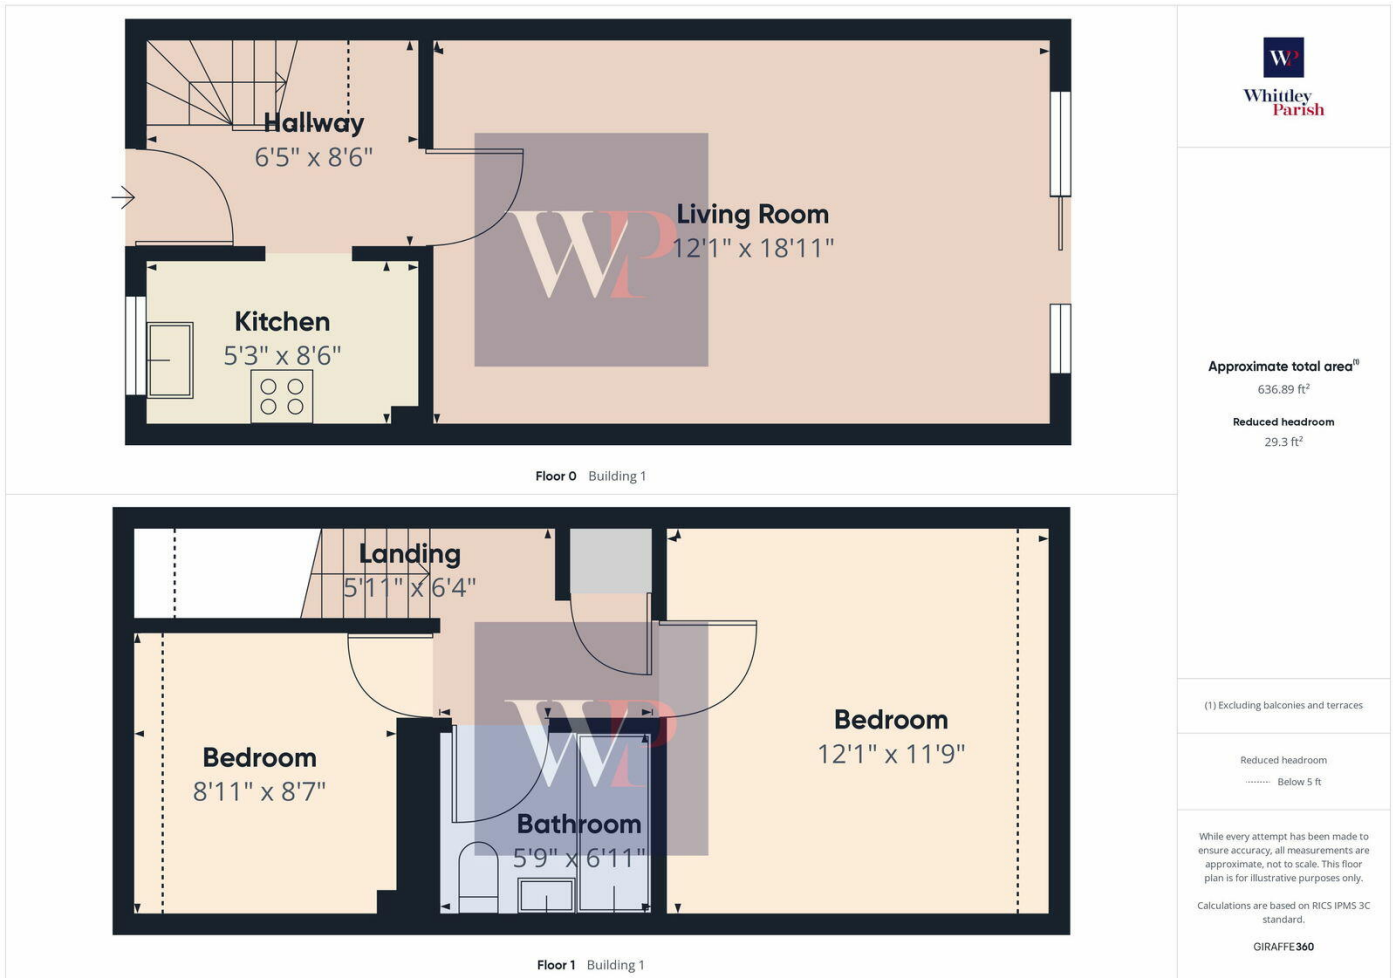 Hallway
6'5" x 8'6"
Living Room
12'1" x 18'11"
WP
Kitchen
5'3" x 8'6"
Floor 0 Building 1
Landing
5'11" x 6'4"
Bedroom
8'11" x 8'7"
WP
Bathroom
5'9" x 6'11"
Bedroom
12'1" x 11'9"
Floor 1 Building 1
WP
Whittley
Parish
Approximate total area(1)
636.89 ft²
Reduced headroom
29.3 ft²
(1) Excluding balconies and terraces
Reduced headroom
Below 5 ft
While every attempt has been made to
ensure accuracy, all measurements are
approximate, not to scale. This floor
plan is for illustrative purposes only.
Calculations are based on RICS IPMS 3C
standard.
GIRAFFE360